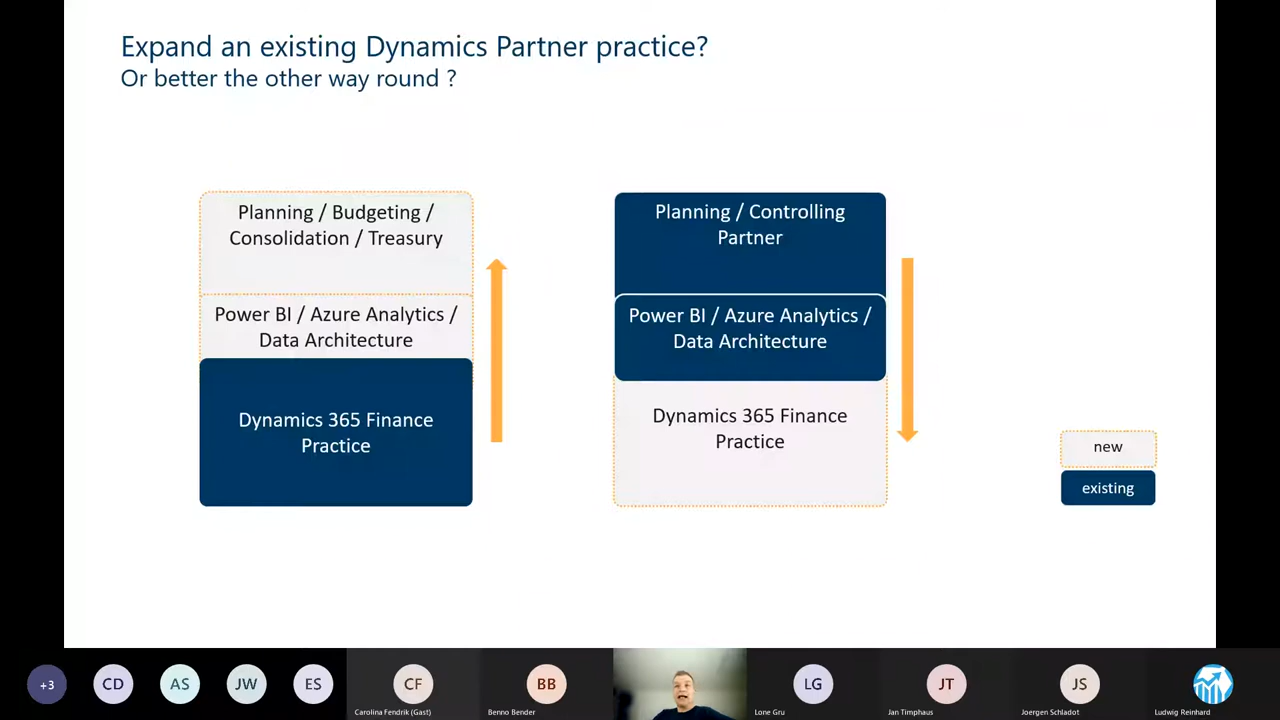 Expand an existing Dynamics Partner practice?
Or better the other way round ?
Planning / Budgeting /
Consolidation / Treasury
Power BI / Azure Analytics /
Data Architecture
Dynamics 365 Finance
Practice
Planning / Controlling
Partner
Power BI / Azure Analytics /
Data Architecture
Dynamics 365 Finance
Practice
new
existing
+3
CD
AS
JW
ES
CF
BB
LG
JT
JS
Carolina Fendrik (Gast)
Benno Bender
Lone Gru
Jan Timphaus
Joergen Schladot
Ludwig Reinhard